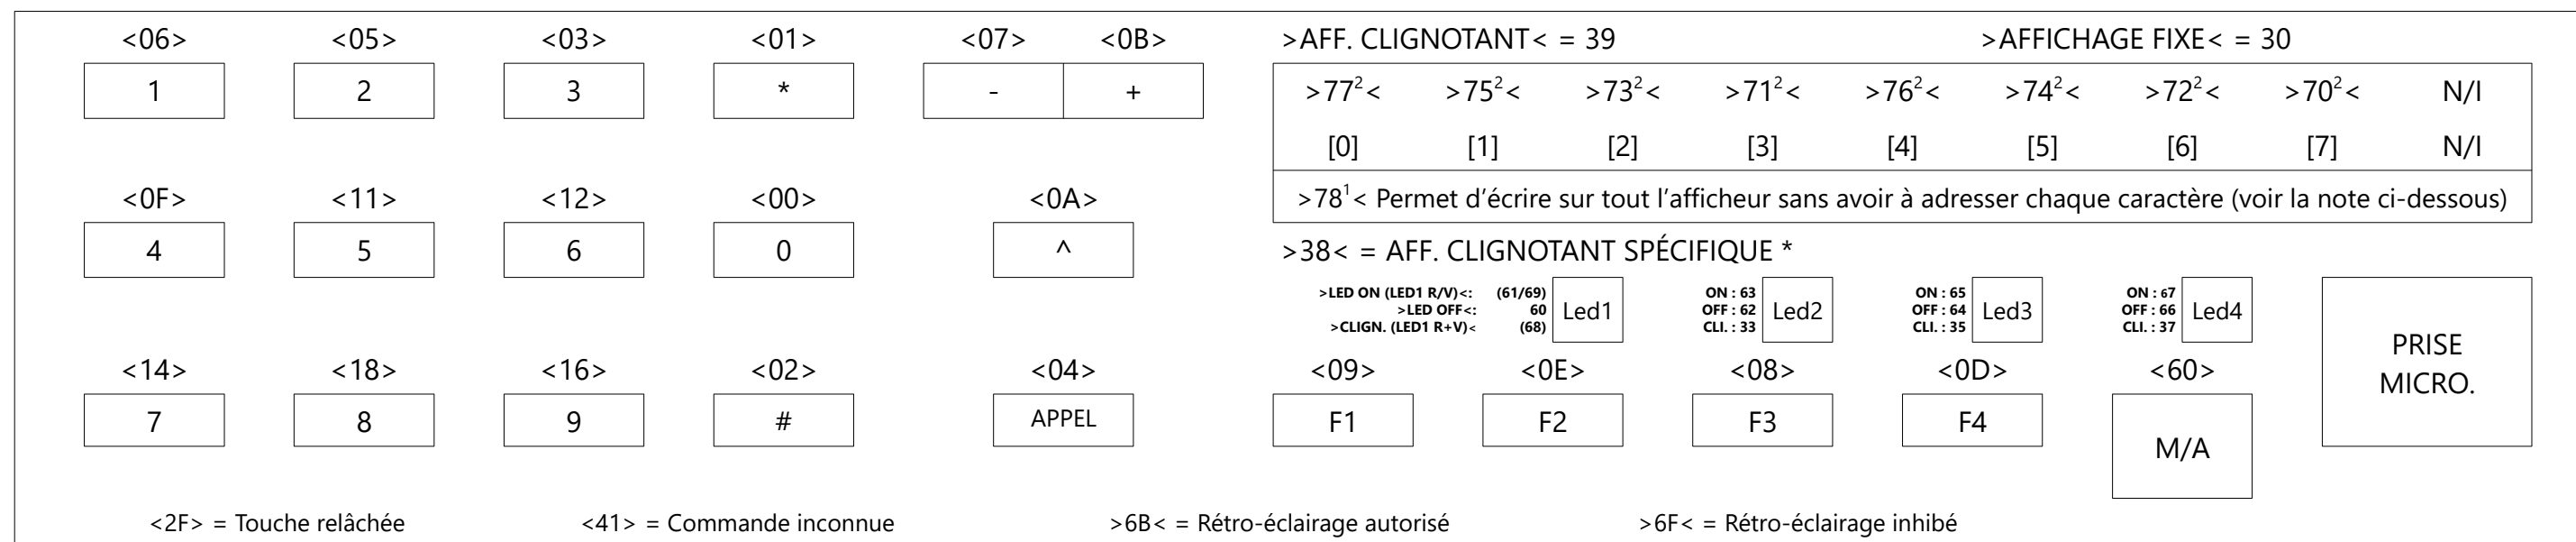 <06> <05> <03> <01> <07> <0B> >AFF. CLIGNOTANT< = 39 >AFFICHAGE FIXE< = 30
1 2 3 * - + >77²< >75²< >73²< >71²< >76²< >74²< >72²< >70²< N/I
[0] [1] [2] [3] [4] [5] [6] [7] N/I
<0F> <11> <12> <00> <0A> >78¹< Permet d’écrire sur tout l’afficheur sans avoir à adresser chaque caractère (voir la note ci-dessous)
4 5 6 0 ^ >38< = AFF. CLIGNOTANT SPÉCIFIQUE *
>LED ON (LED1 R/V)<: (61/69) ON : 63 ON : 65 ON : 67
>LED OFF<: 60 Led1 OFF : 62 Led2 OFF : 64 Led3 OFF : 66 Led4
>CLIGN. (LED1 R+V)< (68) CLI. : 33 CLI. : 35 CLI. : 37
PRISE
MICRO.
<14> <18> <16> <02> <04> <09> <0E> <08> <0D> <60>
7 8 9 # APPEL F1 F2 F3 F4
M/A
<2F> = Touche relâchée <41> = Commande inconnue >6B< = Rétro-éclairage autorisé >6F< = Rétro-éclairage inhibé